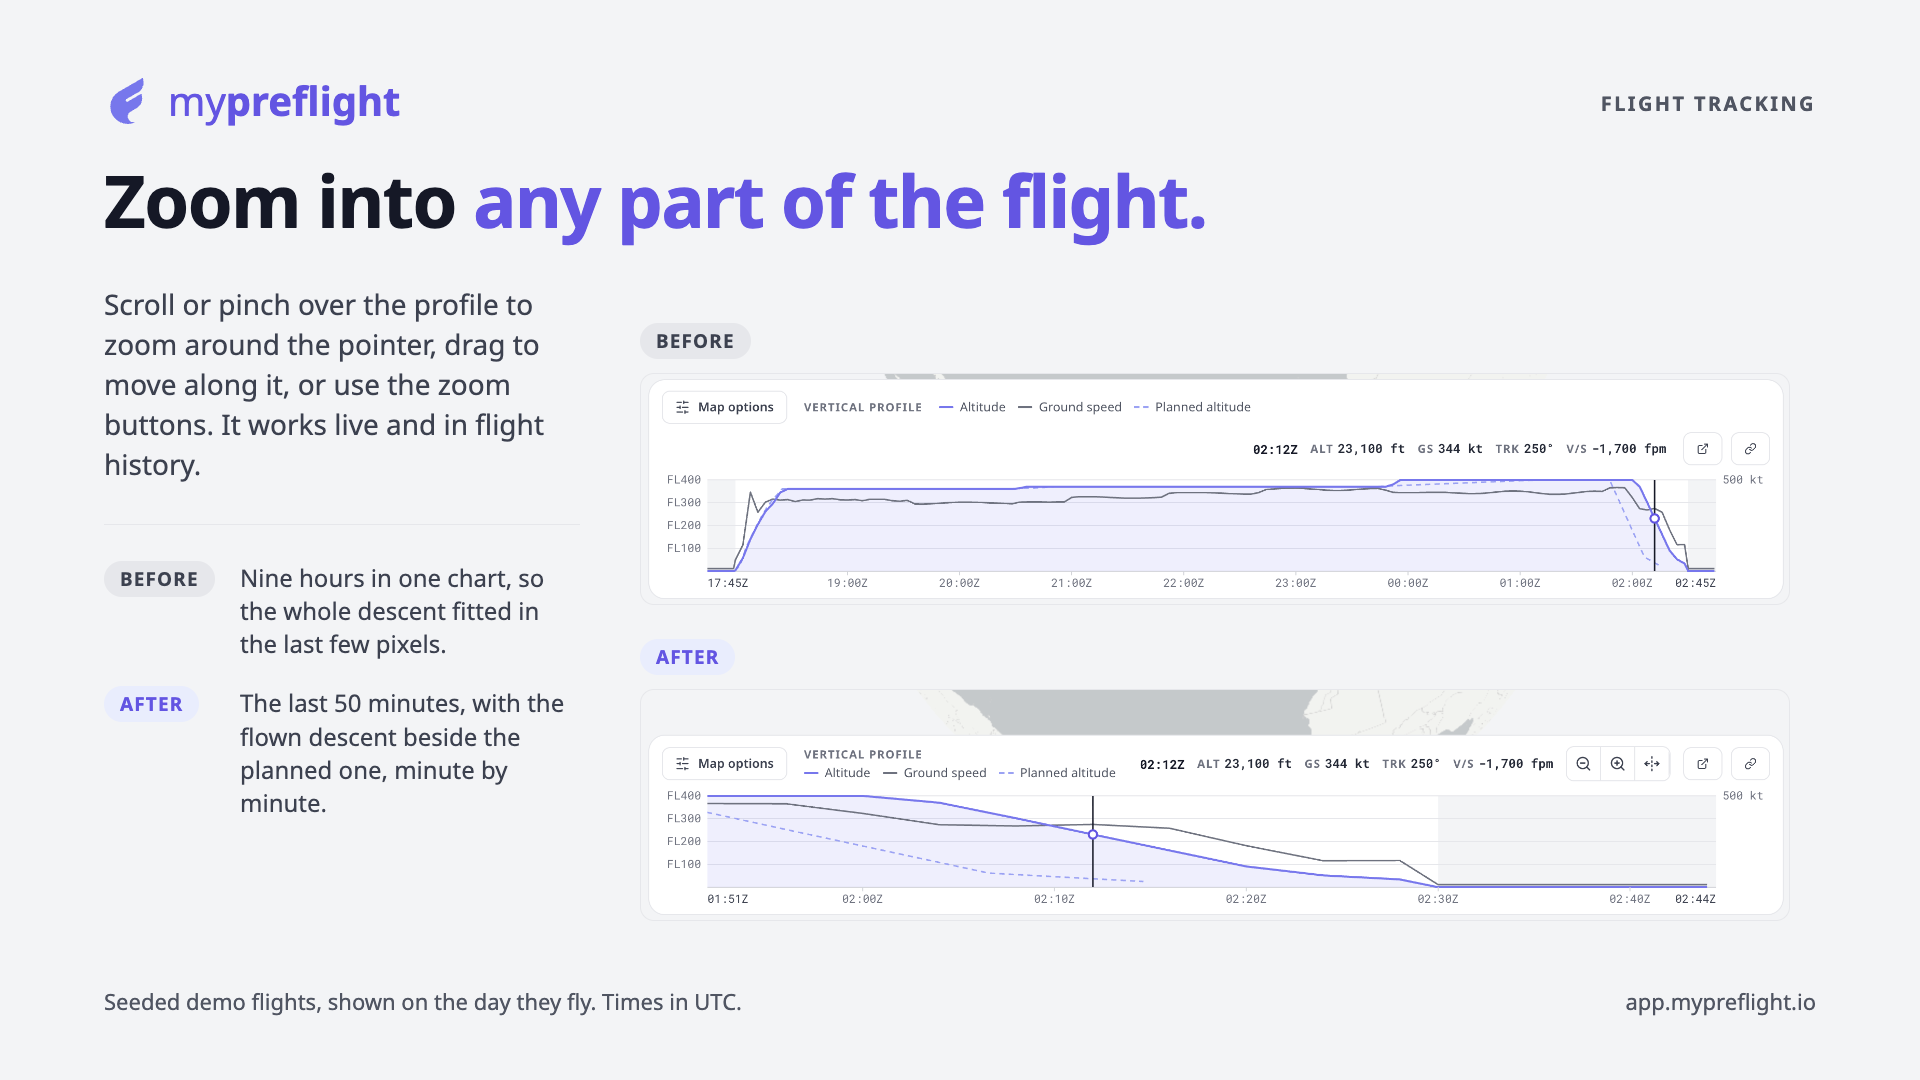 mypreflight
FLIGHT TRACKING
Zoom into any part of the flight.
Scroll or pinch over the profile to
zoom around the pointer, drag to
move along it, or use the zoom
buttons. It works live and in flight
history.
BEFORE
Nine hours in one chart, so
the whole descent fitted in
the last few pixels.
AFTER
The last 50 minutes, with the
flown descent beside the
planned one, minute by
minute.
BEFORE
Map options
VERTICAL PROFILE
Altitude
Ground speed
Planned altitude
02:12Z ALT 23,100 ft GS 344 kt TRK 250° V/S −1,700 fpm
FL400
500 kt
FL300
FL200
FL100
17:45Z 19:00Z 20:00Z 21:00Z 22:00Z 23:00Z 00:00Z 01:00Z 02:00Z 02:45Z
AFTER
Map options
VERTICAL PROFILE
Altitude
Ground speed
Planned altitude
02:12Z ALT 23,100 ft GS 344 kt TRK 250° V/S −1,700 fpm
FL400
500 kt
FL300
FL200
FL100
01:51Z 02:00Z 02:10Z 02:20Z 02:30Z 02:40Z 02:44Z
Seeded demo flights, shown on the day they fly. Times in UTC.
app.mypreflight.io